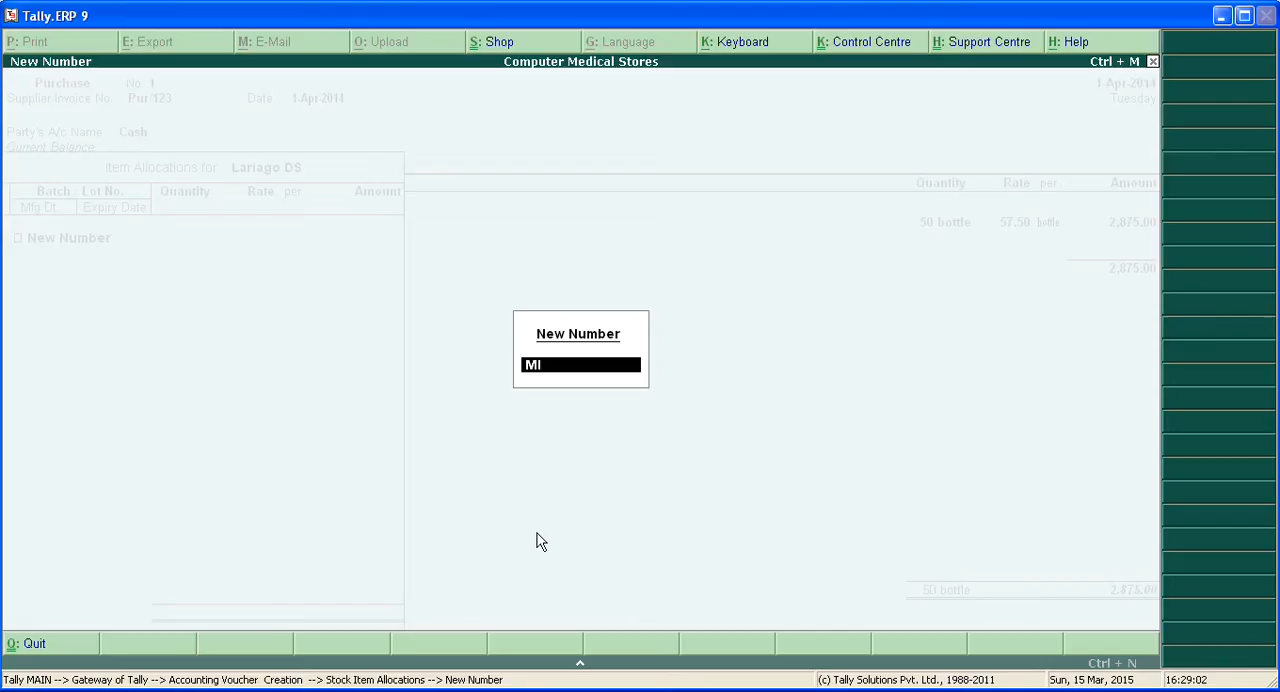 Tally.ERP 9
P: Print E: Export M: E-Mail O: Upload S: Shop G: Language K: Keyboard K: Control Centre H: Support Centre H: Help
New Number Computer Medical Stores Ctrl + M
Purchase No. 1 1-Apr-2014
Supplier Invoice No. Pur/123 Date 1-Apr-2014 Tuesday
Party's A/c Name Cash
Current Balance
Item Allocations for Lariago DS
Batch / Lot No. Quantity Rate per Amount Quantity Rate per Amount
Mfg Dt. Expiry Date
50 bottle 57.50 bottle 2,875.00
New Number
2,875.00
New Number
MI
50 bottle 2,875.00
Q: Quit
Ctrl + N
Tally MAIN --> Gateway of Tally --> Accounting Voucher Creation --> Stock Item Allocations --> New Number (c) Tally Solutions Pvt. Ltd., 1988-2011 Sun, 15 Mar, 2015 16:29:02